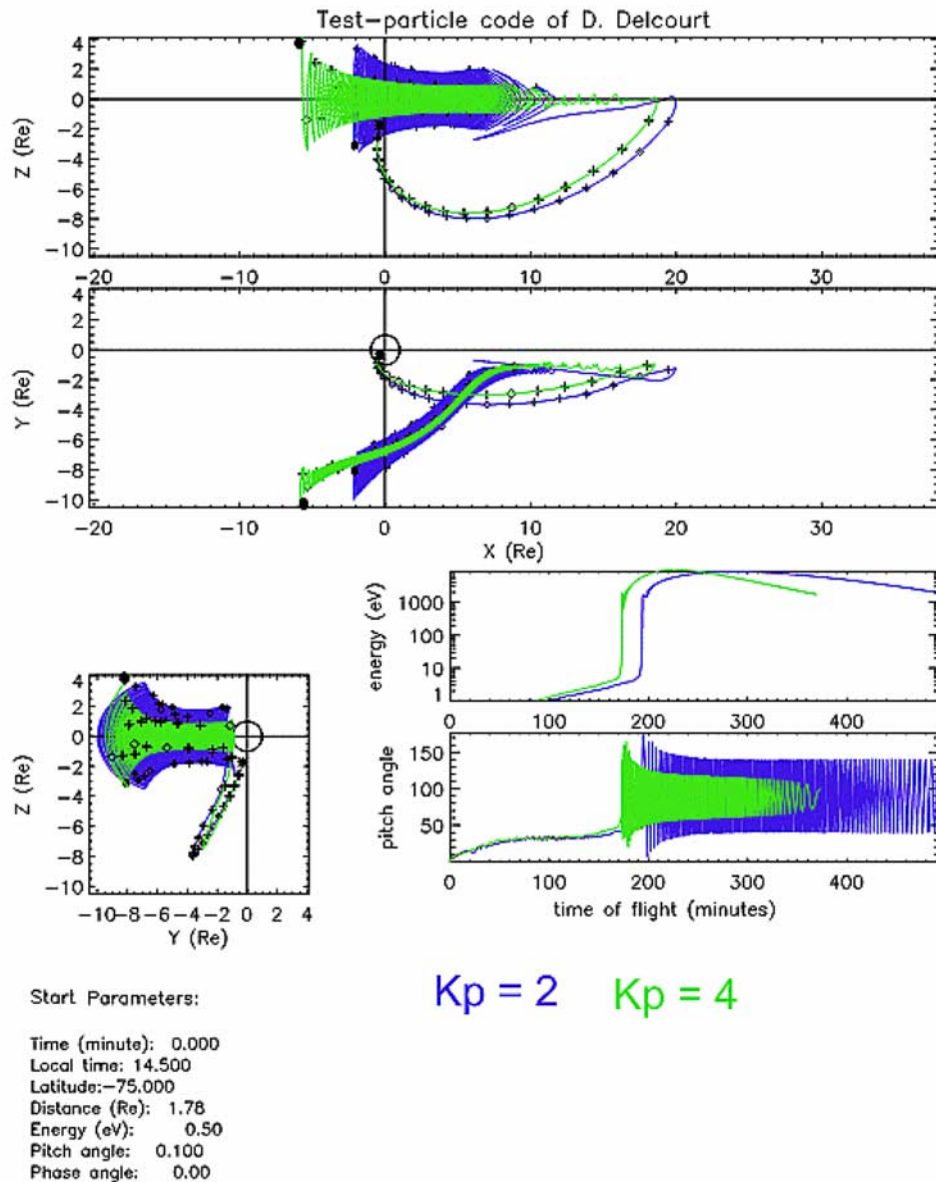 Test-particle code of D. Delcourt
4
2
0
-2
-4
-6
-8
-10
Z (Re)
-20 -10 0 10 20 30
4
2
0
-2
-4
-6
-8
-10
Y (Re)
-20 -10 0 10 20 30
X (Re)
1000
100
10
1
energy (eV)
0 100 200 300 400
150
100
50
pitch angle
0 100 200 300 400
time of flight (minutes)
4
2
0
-2
-4
-6
-8
-10
Z (Re)
-10-8 -6 -4 -2 0 2 4
Y (Re)
Kp = 2 Kp = 4
Start Parameters:
Time (minute): 0.000
Local time: 14.500
Latitude:-75.000
Distance (Re): 1.78
Energy (eV): 0.50
Pitch angle: 0.100
Phase angle: 0.00